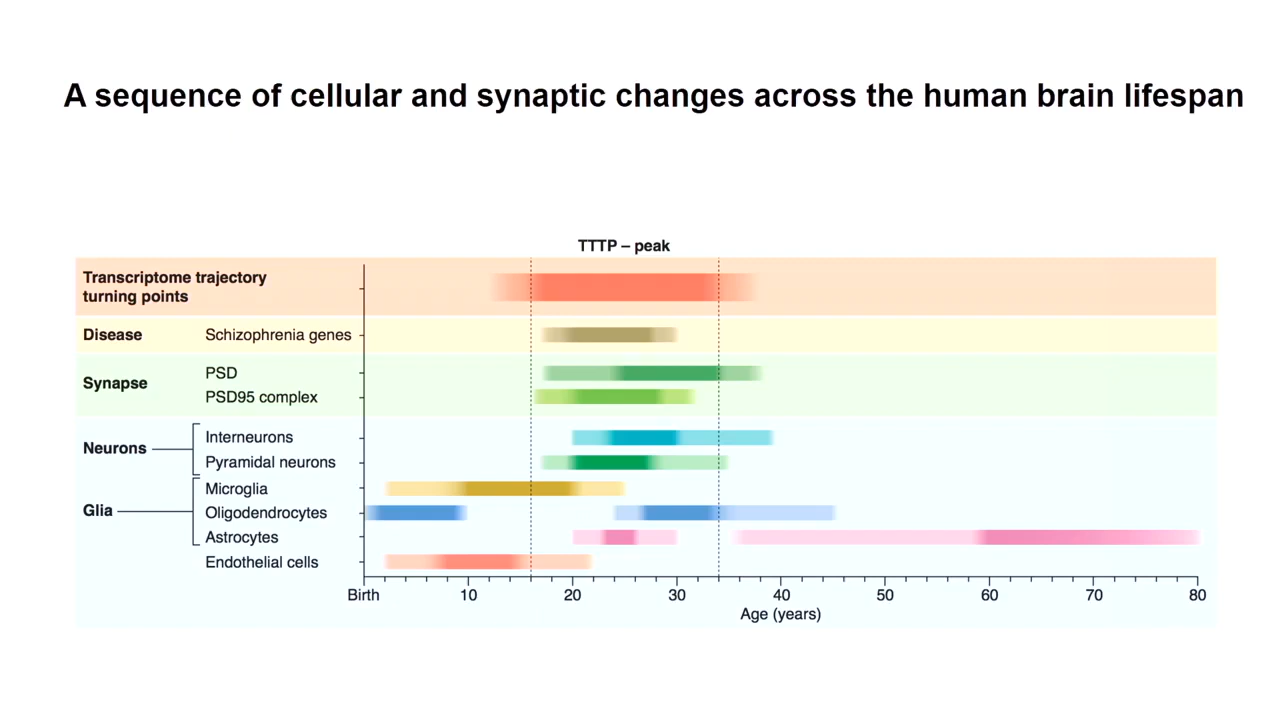 A sequence of cellular and synaptic changes across the human brain lifespan
TTTP – peak
Transcriptome trajectory
turning points
Disease Schizophrenia genes
Synapse
PSD
PSD95 complex
Neurons
Interneurons
Pyramidal neurons
Glia
Microglia
Oligodendrocytes
Astrocytes
Endothelial cells
Birth 10 20 30 40 50 60 70 80
Age (years)